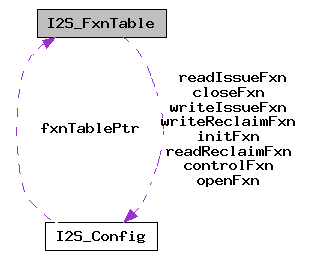 I2S_FxnTable
readIssueFxn
closeFxn
writeIssueFxn
writeReclaimFxn
initFxn
readReclaimFxn
controlFxn
openFxn
fxnTablePtr
I2S_Config